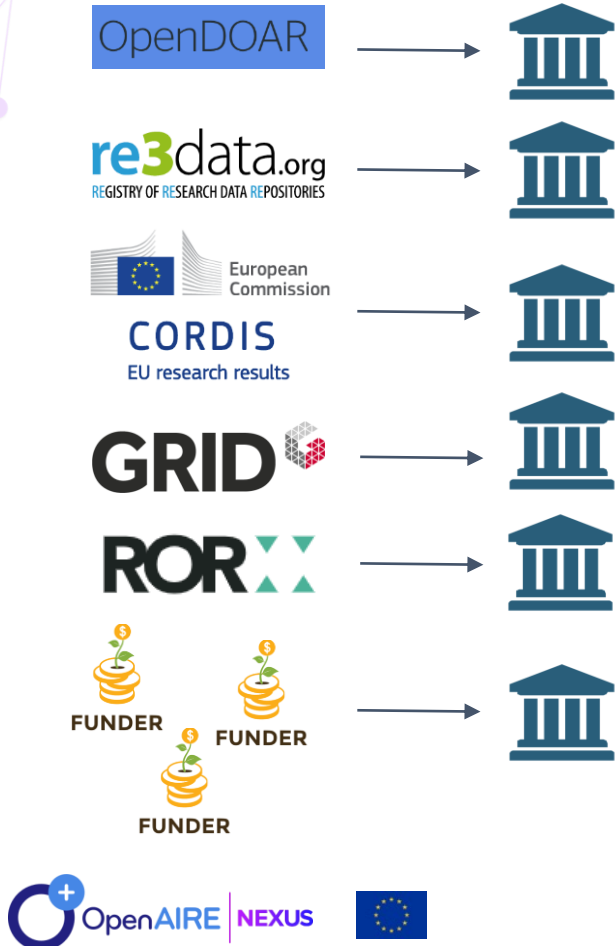 OpenDOAR
re3data.org
REGISTRY OF RESEARCH DATA REPOSITORIES
European
Commission
CORDIS
EU research results
GRID
ROR
$
$
FUNDER
FUNDER
$
FUNDER
OpenAIRE NEXUS